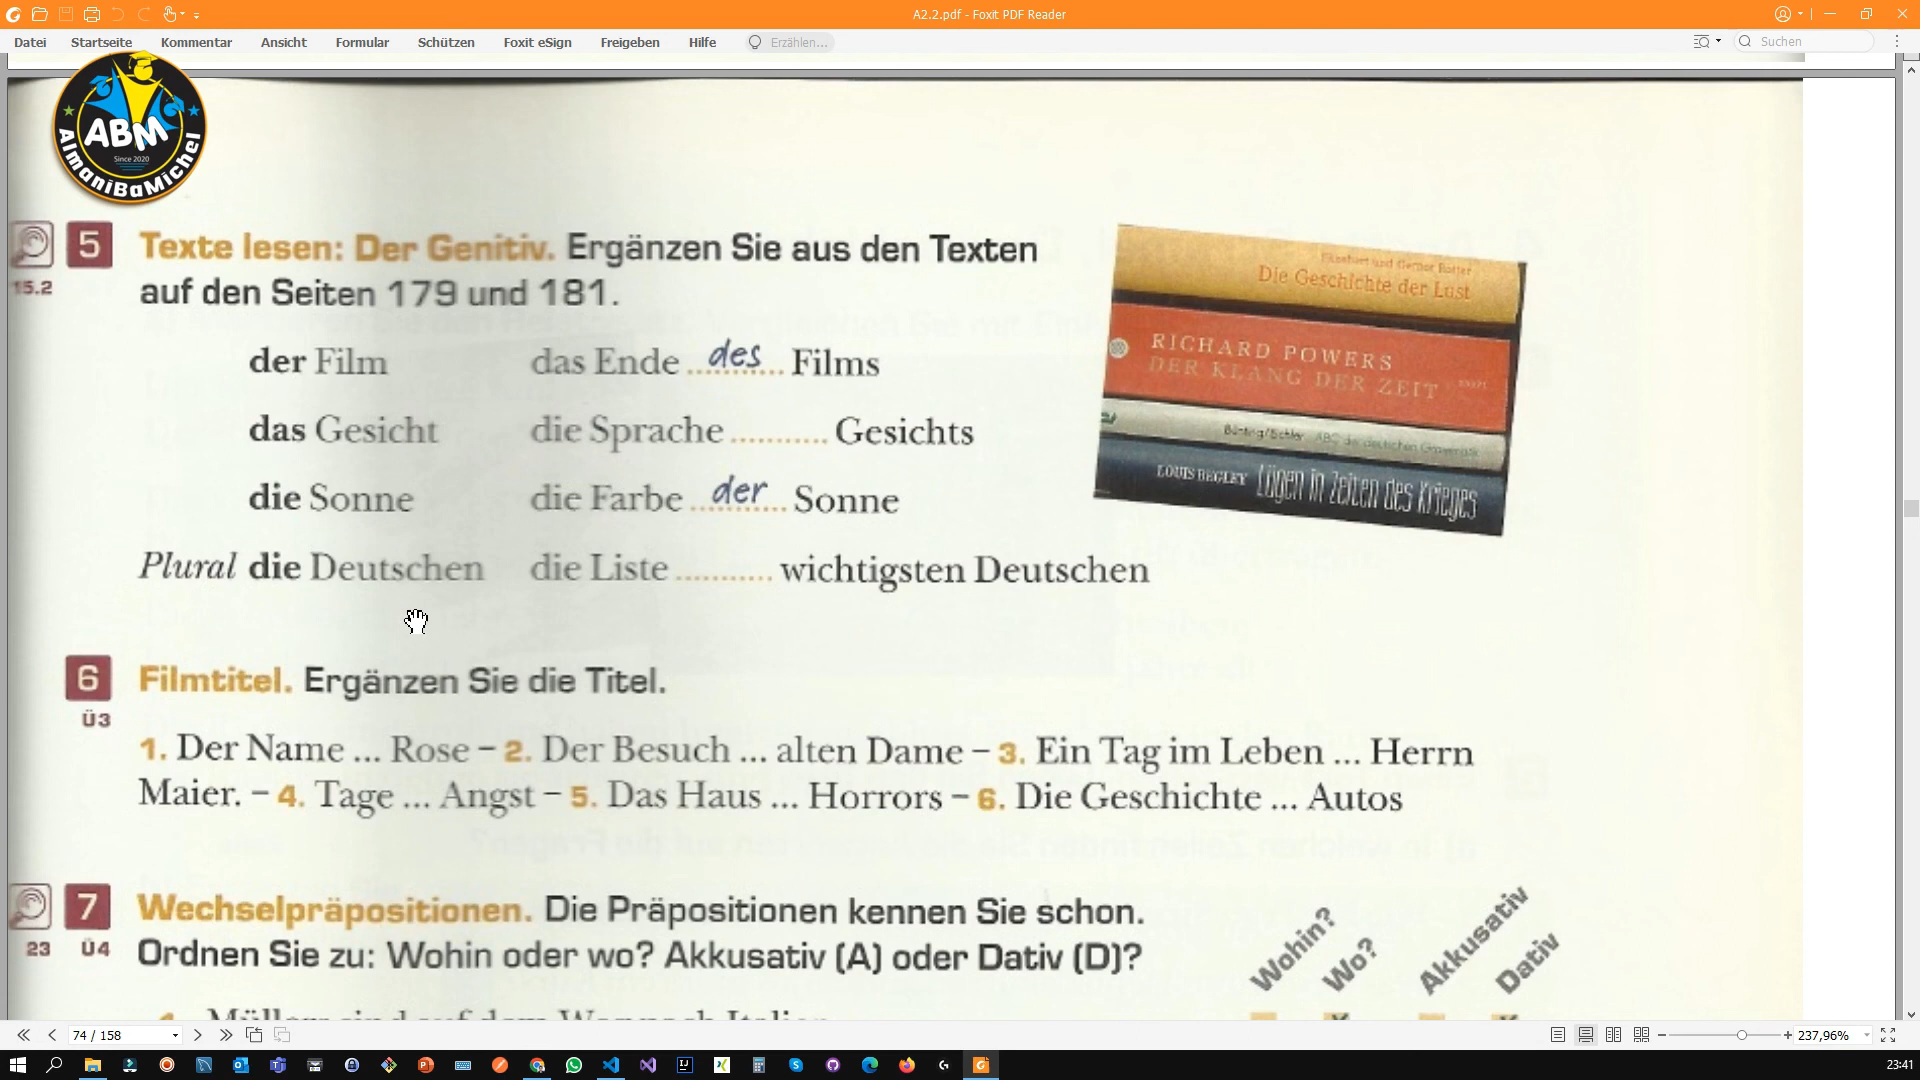 A2.2.pdf - Foxit PDF Reader
Datei Startseite Kommentar Ansicht Formular Schützen Foxit eSign Freigeben Hilfe Erzählen... Suchen
ABM
Since 2020
AlmaniBaMichel
5 Texte lesen: Der Genitiv. Ergänzen Sie aus den Texten
15.2 auf den Seiten 179 und 181.
der Film das Ende des Films
das Gesicht die Sprache ........... Gesichts
die Sonne die Farbe der Sonne
Plural die Deutschen die Liste ........... wichtigsten Deutschen
Die Geschichte der Lust
RICHARD POWERS
DER KLANG DER ZEIT
ABC der deutschen Grammatik
LOUIS BEGLEY Lügen in Zeiten des Krieges
6 Filmtitel. Ergänzen Sie die Titel.
Ü3
1. Der Name ... Rose – 2. Der Besuch ... alten Dame – 3. Ein Tag im Leben ... Herrn
Maier. – 4. Tage ... Angst – 5. Das Haus ... Horrors – 6. Die Geschichte ... Autos
7 Wechselpräpositionen. Die Präpositionen kennen Sie schon.
23 Ü4 Ordnen Sie zu: Wohin oder wo? Akkusativ (A) oder Dativ (D)?
Wohin?
Wo?
Akkusativ
Dativ
74 / 158
237,96%
23:41